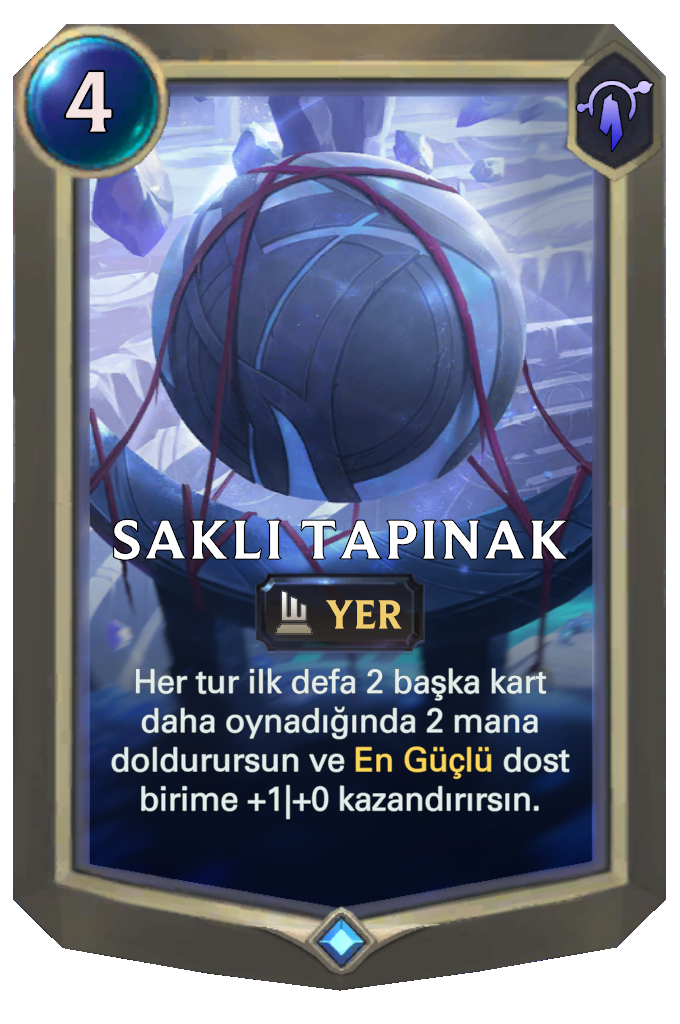 4
SAKLI TAPINAK
YER
Her tur ilk defa 2 başka kart
daha oynadığında 2 mana
doldurursun ve En Güçlü dost
birime +1|+0 kazandırırsın.